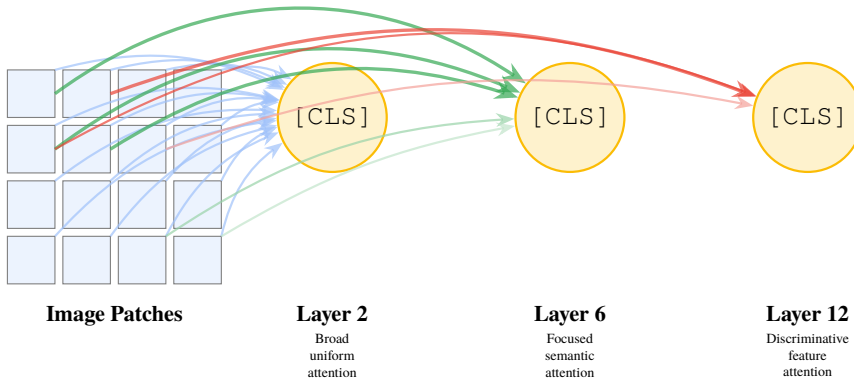 [CLS]
[CLS]
[CLS]
Image Patches
Layer 2
Broad
uniform
attention
Layer 6
Focused
semantic
attention
Layer 12
Discriminative
feature
attention